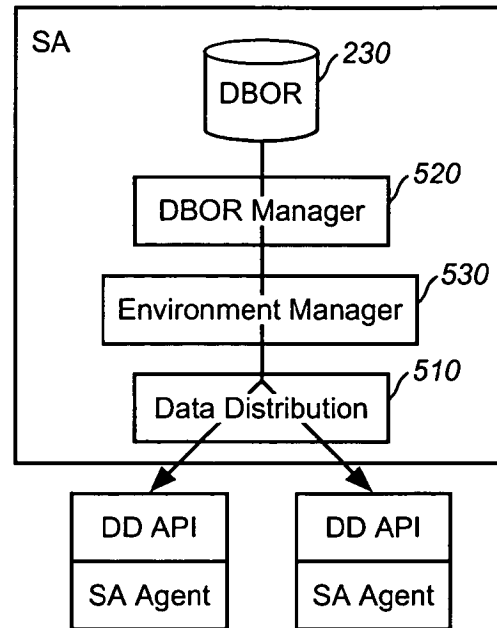 SA
230
DBOR
520
DBOR Manager
530
Environment Manager
510
Data Distribution
DD API
DD API
SA Agent
SA Agent